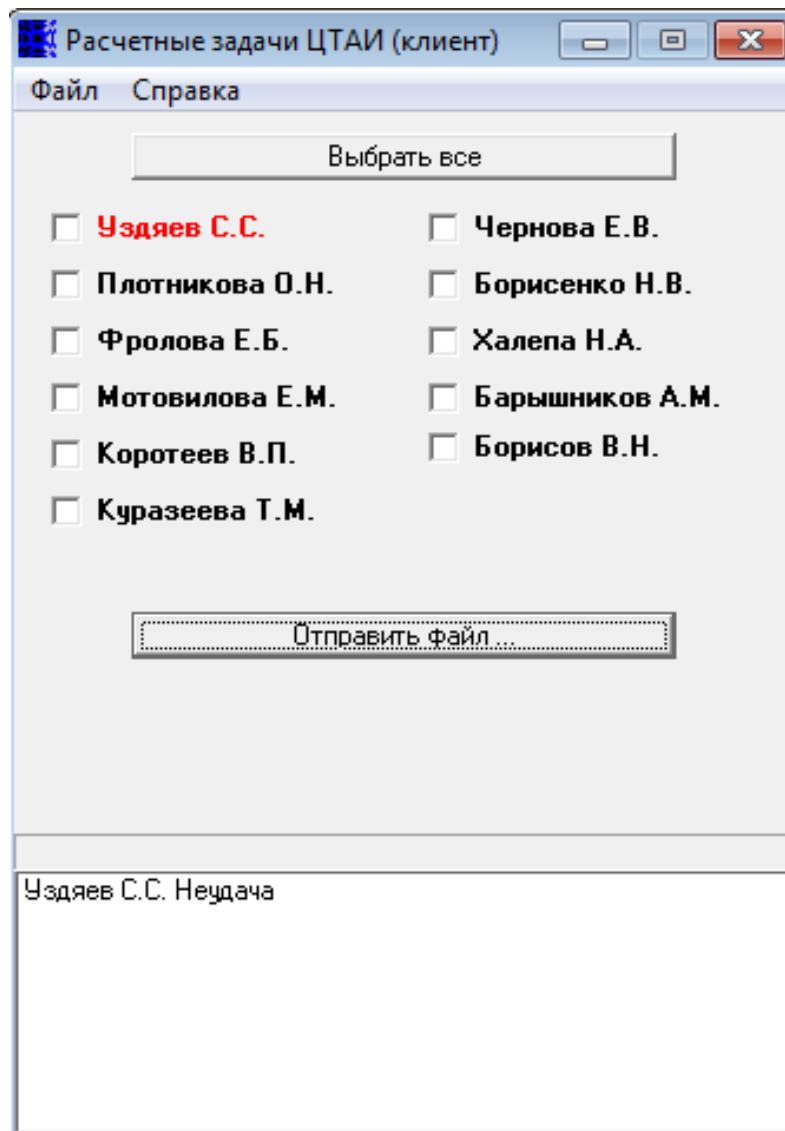 Расчетные задачи ЦТАИ (клиент)
Файл Справка
Выбрать все
Уздяев С.С.
Чернова Е.В.
Плотникова О.Н.
Борисенко Н.В.
Фролова Е.Б.
Халепа Н.А.
Мотовилова Е.М.
Барышников А.М.
Коротеев В.П.
Борисов В.Н.
Куразеева Т.М.
Отправить файл ...
Уздяев С.С. Неудача